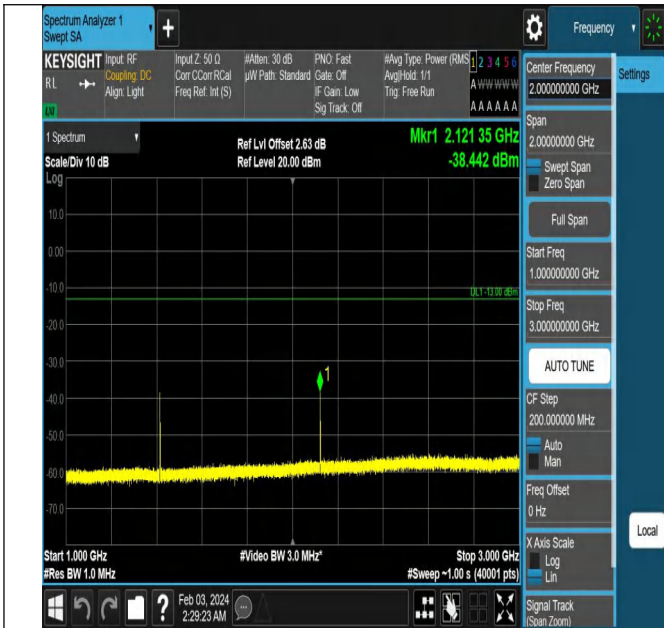 Spectrum Analyzer 1
Swept SA
+
Frequency
KEYSIGHT
RL
LXI
Input: RF
Coupling: DC
Align: Light
Input Z: 50 Ω
Corr CCorr RCal
Freq Ref: Int (S)
#Atten: 30 dB
µW Path: Standard
PNO: Fast
Gate: Off
IF Gain: Low
Sig Track: Off
#Avg Type: Power (RMS
Avg|Hold: 1/1
Trig: Free Run
1 2 3 4 5 6
A W W W W W
A A A A A A
1 Spectrum
Scale/Div 10 dB
Ref Lvl Offset 2.63 dB
Ref Level 20.00 dBm
Mkr1 2.121 35 GHz
-38.442 dBm
Log
10.0
0.00
-10.0
-20.0
-30.0
-40.0
-50.0
-60.0
-70.0
DL1 -13.00 dBm
1
Start 1.000 GHz
#Res BW 1.0 MHz
#Video BW 3.0 MHz*
Stop 3.000 GHz
#Sweep ~1.00 s (40001 pts)
?
Feb 03, 2024
2:29:23 AM
Center Frequency
2.000000000 GHz
Settings
Span
2.00000000 GHz
Swept Span
Zero Span
Full Span
Start Freq
1.000000000 GHz
Stop Freq
3.000000000 GHz
AUTO TUNE
CF Step
200.000000 MHz
Auto
Man
Freq Offset
0 Hz
Local
X Axis Scale
Log
Lin
Signal Track
(Span Zoom)